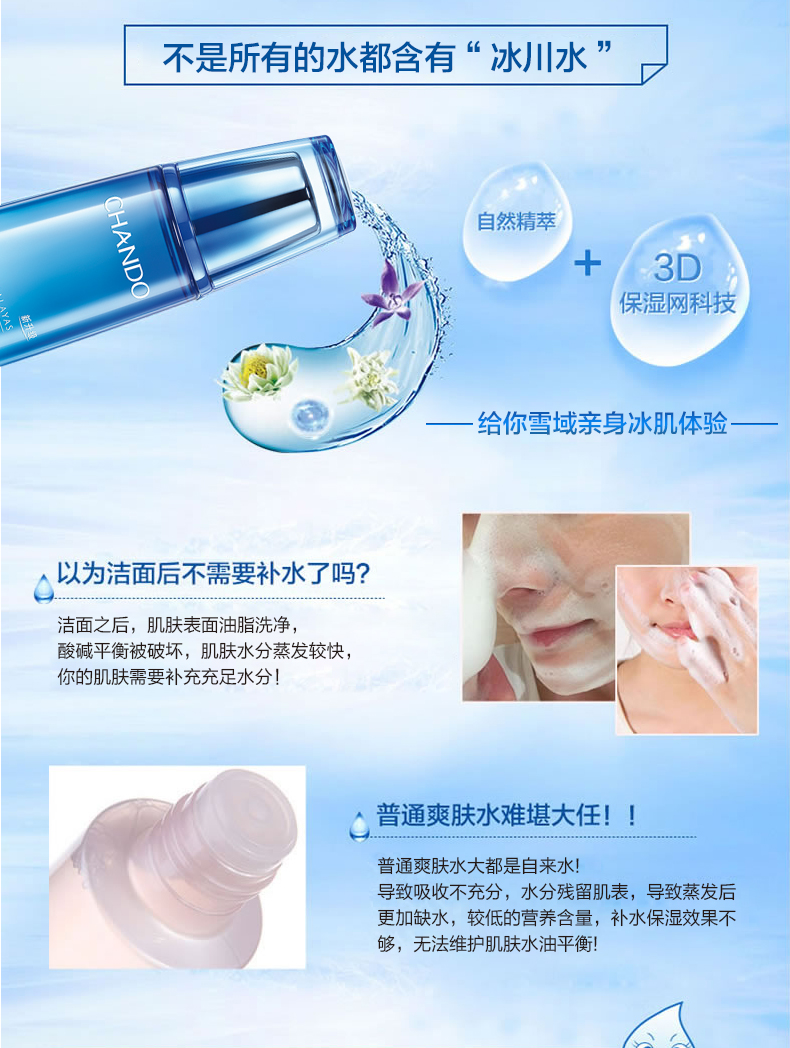 不是所有的水都含有“冰川水”
CHANDO
新升级
自然精萃
+
3D
保湿网科技
给你雪域亲身冰肌体验
以为洁面后不需要补水了吗?
洁面之后，肌肤表面油脂洗净，
酸碱平衡被破坏，肌肤水分蒸发较快，
你的肌肤需要补充充足水分！
普通爽肤水难堪大任！！
普通爽肤水大都是自来水!
导致吸收不充分，水分残留肌表，导致蒸发后
更加缺水，较低的营养含量，补水保湿效果不
够，无法维护肌肤水油平衡!